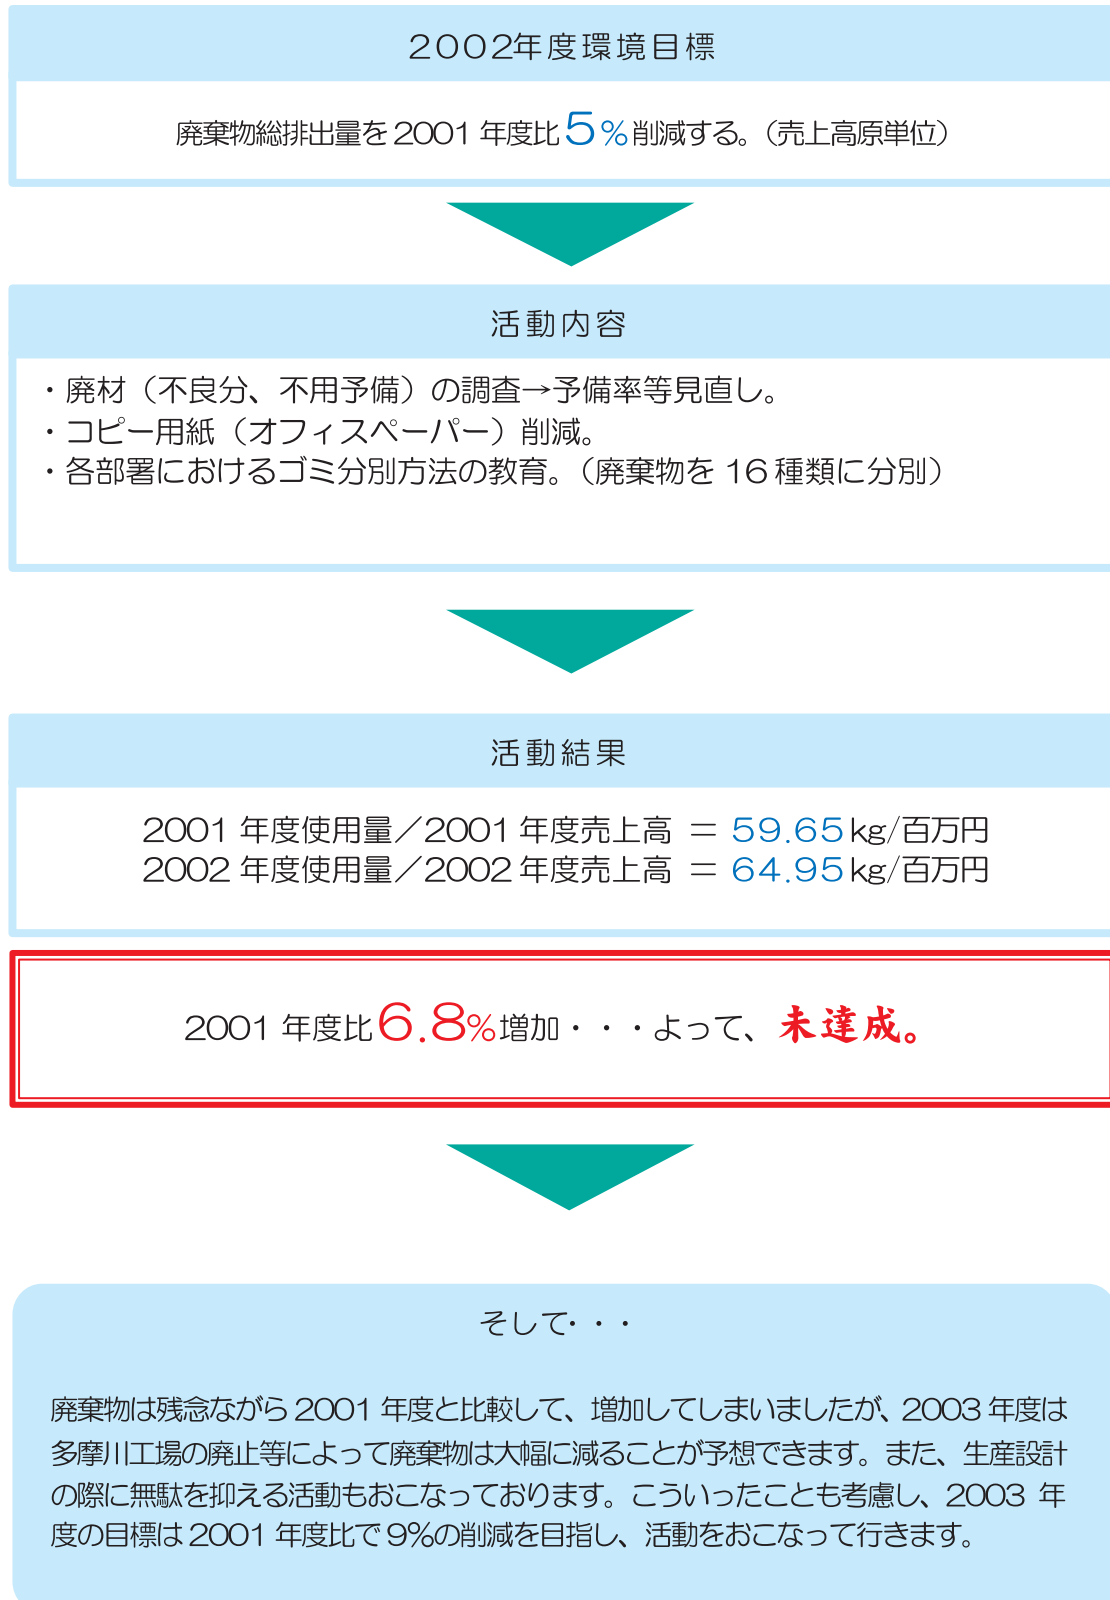 2002年度環境目標
廃棄物総排出量を2001年度比5%削減する。（売上高原単位）
活動内容
・廃材（不良分、不用予備）の調査→予備率等見直し。
・コピー用紙（オフィスペーパー）削減。
・各部署におけるゴミ分別方法の教育。（廃棄物を16種類に分別）
活動結果
2001年度使用量／2001年度売上高 ＝ 59.65kg/百万円
2002年度使用量／2002年度売上高 ＝ 64.95kg/百万円
2001年度比6.8%増加・・・よって、未達成。
そして・・・
廃棄物は残念ながら2001年度と比較して、増加してしまいましたが、2003年度は
多摩川工場の廃止等によって廃棄物は大幅に減ることが予想できます。また、生産設計
の際に無駄を抑える活動もおこなっております。こういったことも考慮し、2003年
度の目標は2001年度比で9%の削減を目指し、活動をおこなって行きます。